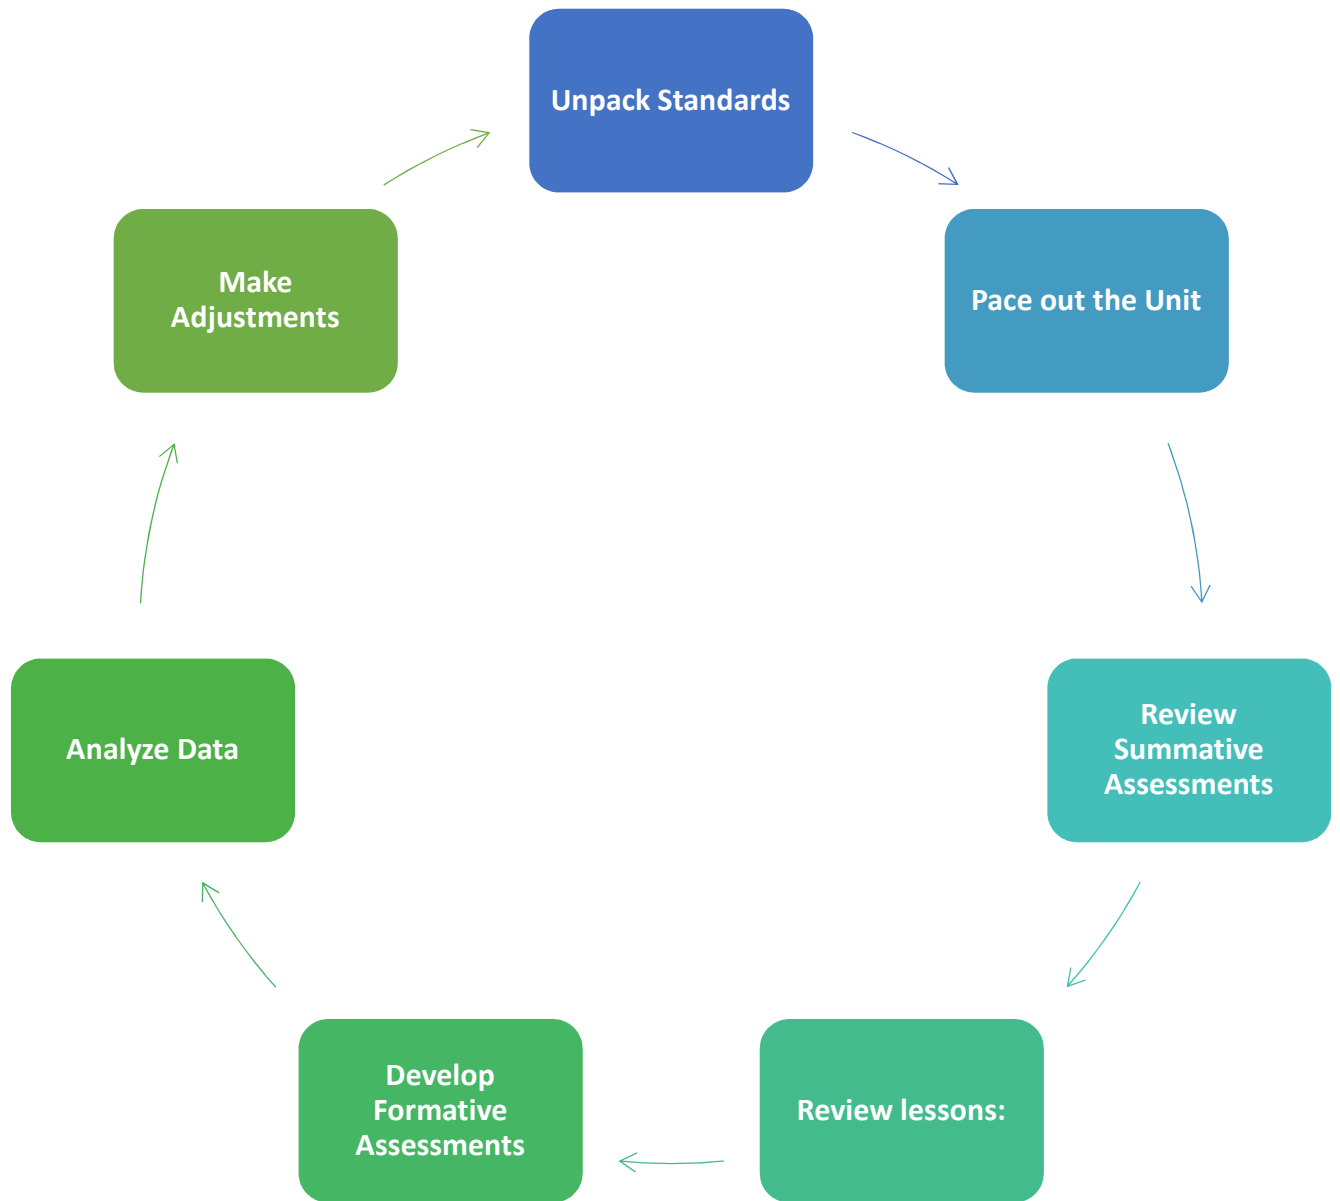 Unpack Standards
Pace out the Unit
Review
Summative
Assessments
Review lessons:
Develop
Formative
Assessments
Analyze Data
Make
Adjustments